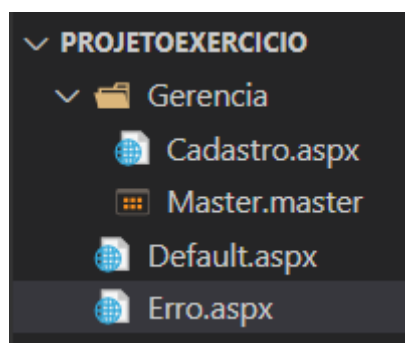 PROJETOEXERCICIO
Gerencia
Cadastro.aspx
Master.master
Default.aspx
Erro.aspx